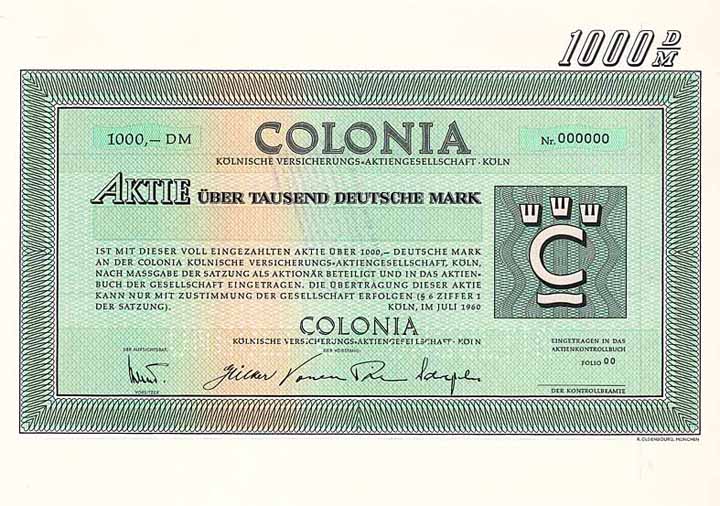 1000 D/M
1000,– DM
COLONIA
Nr. 000000
KÖLNISCHE VERSICHERUNGS-AKTIENGESELLSCHAFT · KÖLN
AKTIE ÜBER TAUSEND DEUTSCHE MARK
IST MIT DIESER VOLL EINGEZAHLTEN AKTIE ÜBER 1000,– DEUTSCHE MARK
AN DER COLONIA KÖLNISCHE VERSICHERUNGS-AKTIENGESELLSCHAFT, KÖLN,
NACH MASSGABE DER SATZUNG ALS AKTIONÄR BETEILIGT UND IN DAS AKTIEN-
BUCH DER GESELLSCHAFT EINGETRAGEN. DIE ÜBERTRAGUNG DIESER AKTIE
KANN NUR MIT ZUSTIMMUNG DER GESELLSCHAFT ERFOLGEN (§ 6 ZIFFER 1
DER SATZUNG). KÖLN, IM JULI 1960
C
COLONIA
KÖLNISCHE VERSICHERUNGS-AKTIENGESELLSCHAFT · KÖLN
DER AUFSICHTSRAT:
DER VORSTAND:
VORSITZER
EINGETRAGEN IN DAS
AKTIENKONTROLLBUCH
FOLIO 00
DER KONTROLLBEAMTE
R. OLDENBOURG, MÜNCHEN